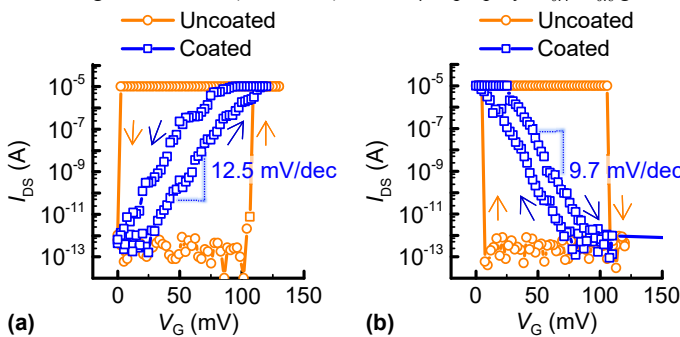 Uncoated
Coated
Uncoated
Coated
10⁻⁵
10⁻⁷
10⁻⁹
10⁻¹¹
10⁻¹³
I_DS (A)
12.5 mV/dec
0
50
100
150
V_G (mV)
(a)
10⁻⁵
10⁻⁷
10⁻⁹
10⁻¹¹
10⁻¹³
I_DS (A)
9.7 mV/dec
0
50
100
150
V_G (mV)
(b)